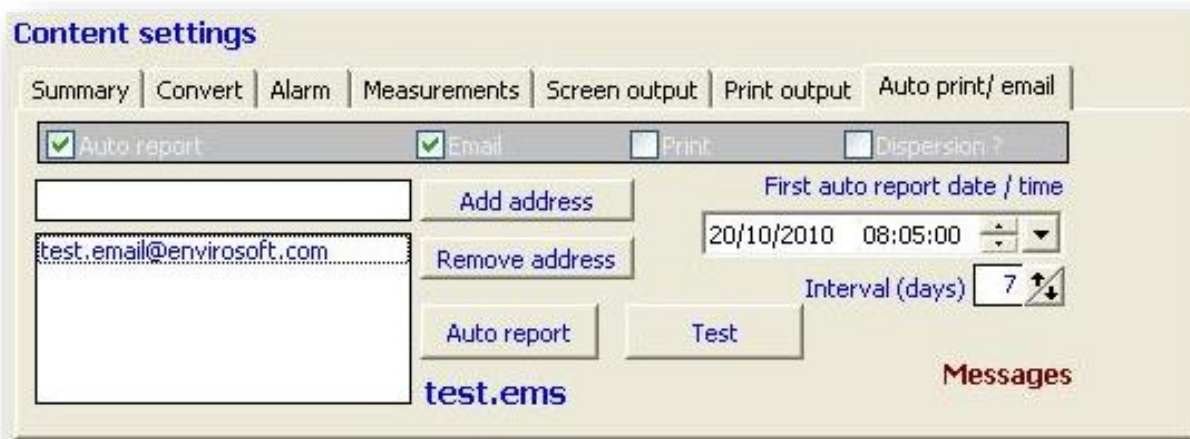 Content settings
Summary Convert Alarm Measurements Screen output Print output Auto print/ email
Auto report Email Print Dispersion ?
Add address
First auto report date / time
test.email@envirosoft.com
Remove address
20/10/2010 08:05:00
Interval (days) 7
Auto report Test
test.ems
Messages